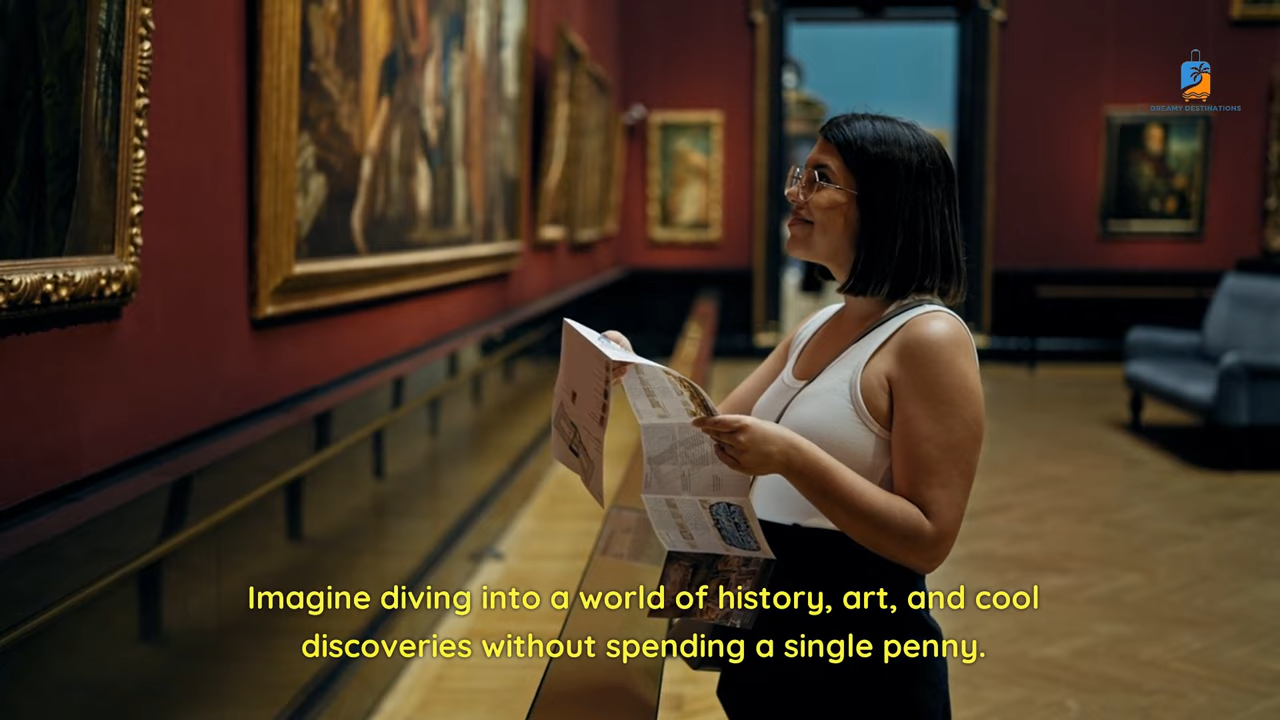 DREAMY DESTINATIONS
Imagine diving into a world of history, art, and cool
discoveries without spending a single penny.